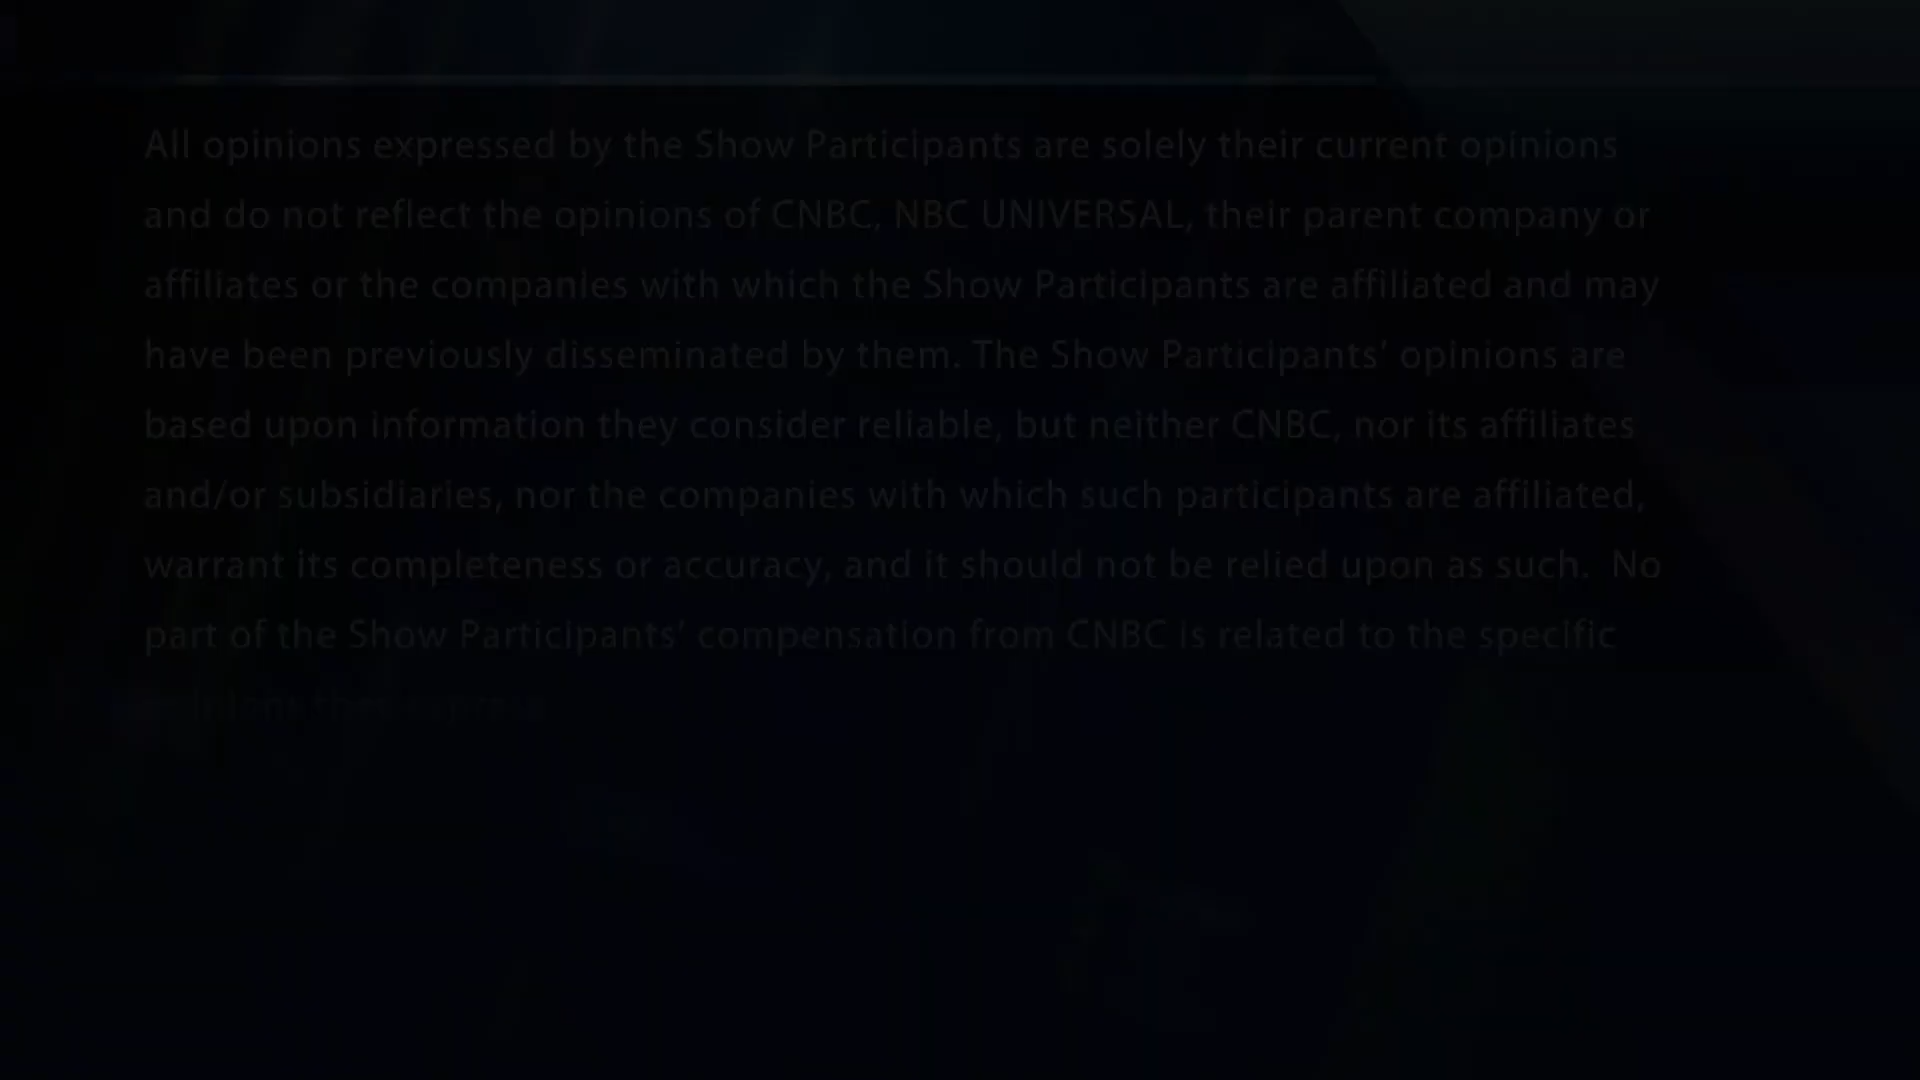 All opinions expressed by the Show Participants are solely their current opinions
and do not reflect the opinions of CNBC, NBC UNIVERSAL, their parent company or
affiliates or the companies with which the Show Participants are affiliated and may
have been previously disseminated by them. The Show Participants’ opinions are
based upon information they consider reliable, but neither CNBC, nor its affiliates
and/or subsidiaries, nor the companies with which such participants are affiliated,
warrant its completeness or accuracy, and it should not be relied upon as such.  No
part of the Show Participants’ compensation from CNBC is related to the specific